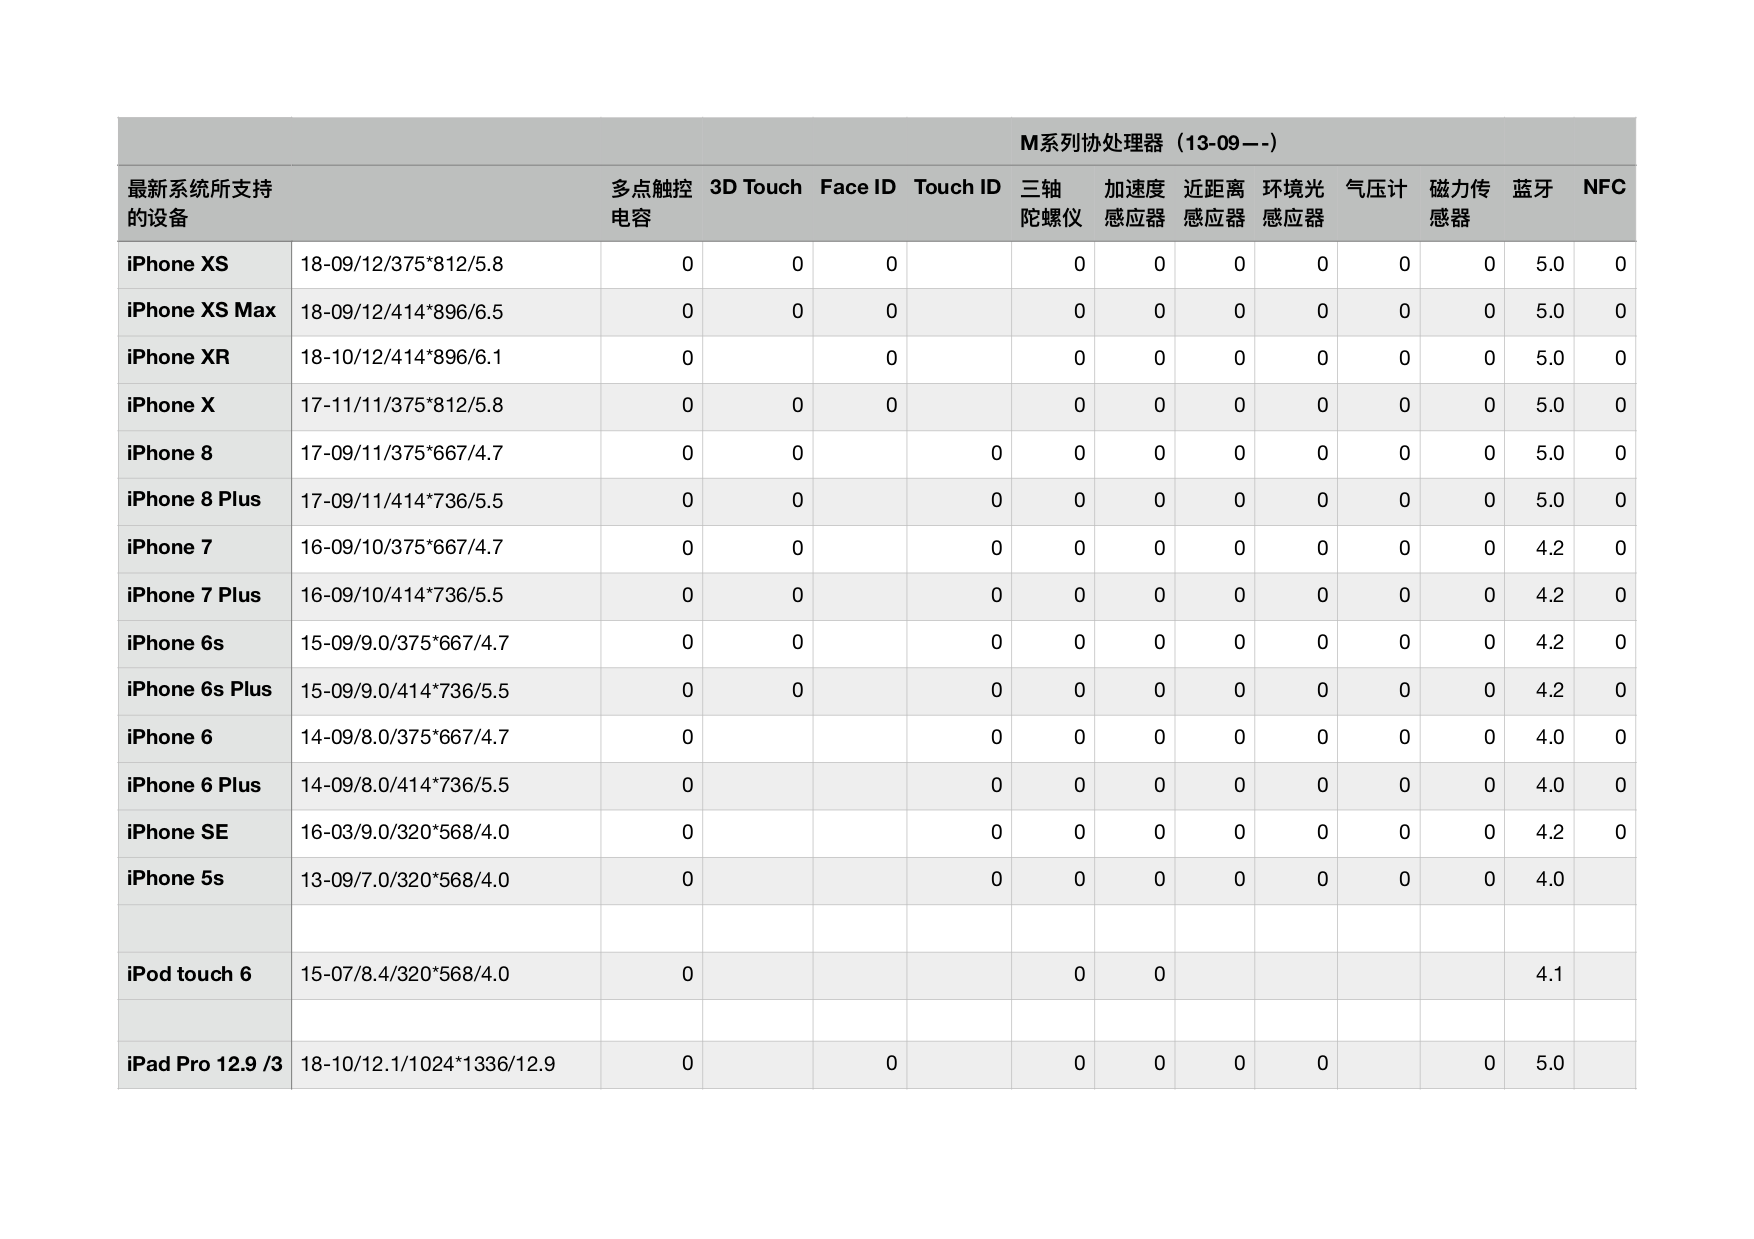 M系列协处理器（13-09—-）
最新系统所支持的设备 多点触控电容 3D Touch Face ID Touch ID 三轴陀螺仪 加速度感应器 近距离感应器 环境光感应器 气压计 磁力传感器 蓝牙 NFC
iPhone XS 18-09/12/375*812/5.8 0 0 0 0 0 0 0 0 0 5.0 0
iPhone XS Max 18-09/12/414*896/6.5 0 0 0 0 0 0 0 0 0 5.0 0
iPhone XR 18-10/12/414*896/6.1 0 0 0 0 0 0 0 0 5.0 0
iPhone X 17-11/11/375*812/5.8 0 0 0 0 0 0 0 0 0 5.0 0
iPhone 8 17-09/11/375*667/4.7 0 0 0 0 0 0 0 0 0 5.0 0
iPhone 8 Plus 17-09/11/414*736/5.5 0 0 0 0 0 0 0 0 0 5.0 0
iPhone 7 16-09/10/375*667/4.7 0 0 0 0 0 0 0 0 0 4.2 0
iPhone 7 Plus 16-09/10/414*736/5.5 0 0 0 0 0 0 0 0 0 4.2 0
iPhone 6s 15-09/9.0/375*667/4.7 0 0 0 0 0 0 0 0 0 4.2 0
iPhone 6s Plus 15-09/9.0/414*736/5.5 0 0 0 0 0 0 0 0 0 4.2 0
iPhone 6 14-09/8.0/375*667/4.7 0 0 0 0 0 0 0 0 4.0 0
iPhone 6 Plus 14-09/8.0/414*736/5.5 0 0 0 0 0 0 0 0 4.0 0
iPhone SE 16-03/9.0/320*568/4.0 0 0 0 0 0 0 0 0 4.2 0
iPhone 5s 13-09/7.0/320*568/4.0 0 0 0 0 0 0 0 0 4.0
iPod touch 6 15-07/8.4/320*568/4.0 0 0 0 4.1
iPad Pro 12.9 /3 18-10/12.1/1024*1336/12.9 0 0 0 0 0 0 0 5.0